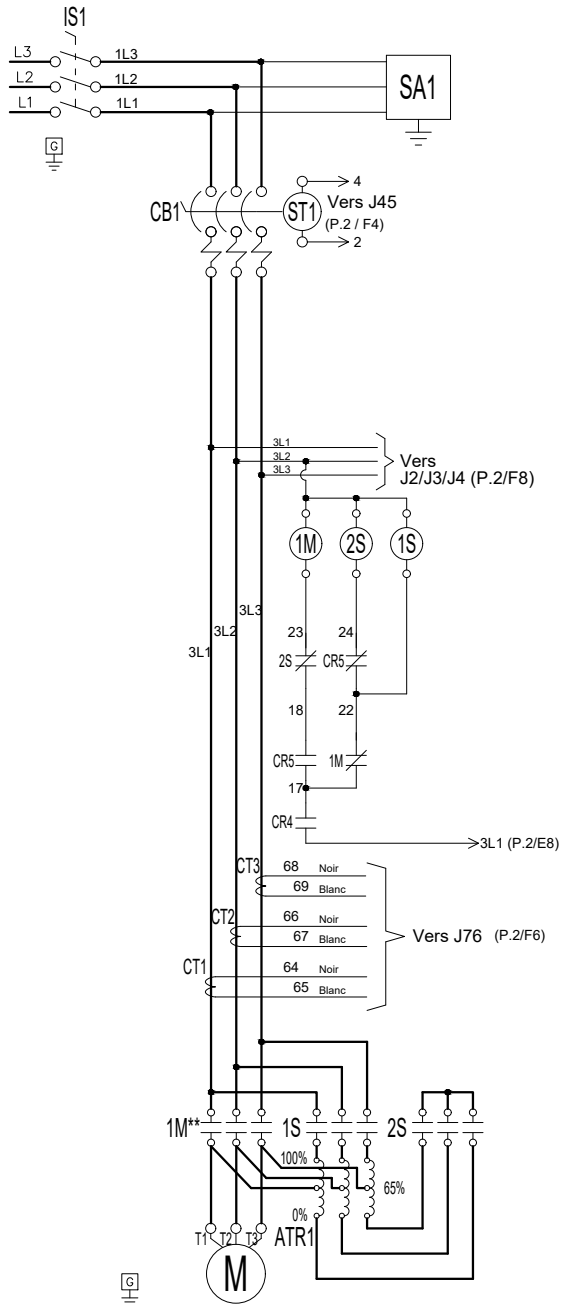 IS1
L3 1L3
L2 1L2
L1 1L1
SA1
G
CB1
ST1
4
Vers J45
(P.2 / F4)
2
3L1
3L2
3L3
Vers
J2/J3/J4 (P.2/F8)
1M 2S 1S
3L1 3L2 3L3
23 24
2S CR5
18 22
CR5 1M
17
CR4
3L1 (P.2/E8)
CT3 68 Noir
69 Blanc
CT2 66 Noir
67 Blanc
Vers J76 (P.2/F6)
CT1 64 Noir
65 Blanc
1M** 1S 2S
100%
65%
0%
T1 T2 T3 ATR1
M
G